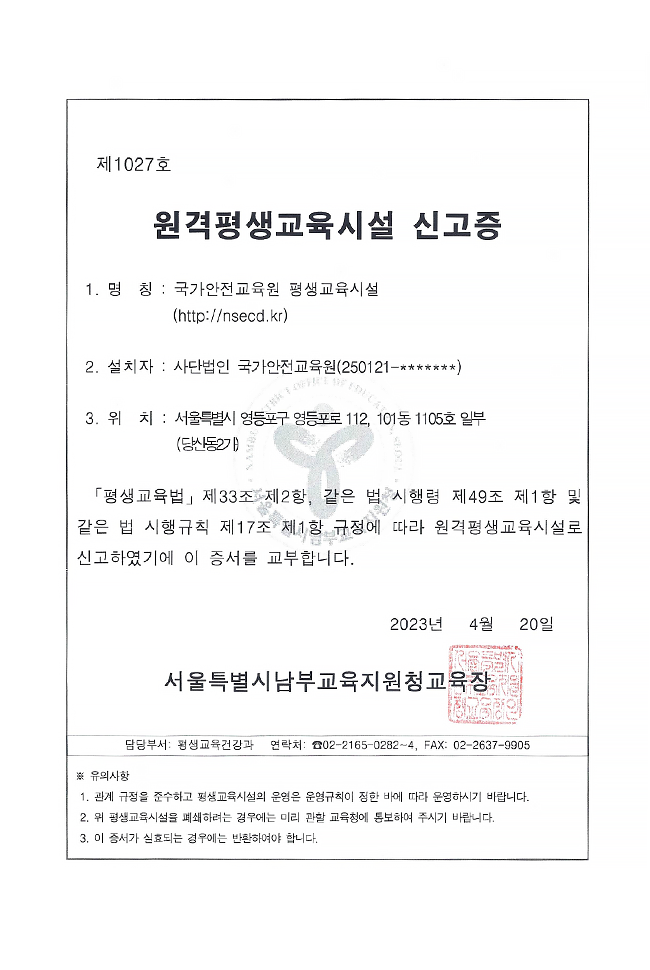 제1027호
원격평생교육시설 신고증
1. 명 칭 : 국가안전교육원 평생교육시설
(http://nsecd.kr)
2. 설치자 : 사단법인 국가안전교육원(250121-*******)
3. 위 치 : 서울특별시 영등포구 영등포로 112, 101동 1105호 일부
(당산동2가)
「평생교육법」제33조 제2항, 같은 법 시행령 제49조 제1항 및
같은 법 시행규칙 제17조 제1항 규정에 따라 원격평생교육시설로
신고하였기에 이 증서를 교부합니다.
2023년 4월 20일
서울특별시남부교육지원청교육장
담당부서: 평생교육건강과 연락처: ☎02-2165-0282~4, FAX: 02-2637-9905
※ 유의사항
1. 관계 규정을 준수하고 평생교육시설의 운영은 운영규칙이 정한 바에 따라 운영하시기 바랍니다.
2. 위 평생교육시설을 폐쇄하려는 경우에는 미리 관할 교육청에 통보하여 주시기 바랍니다.
3. 이 증서가 실효되는 경우에는 반환하여야 합니다.